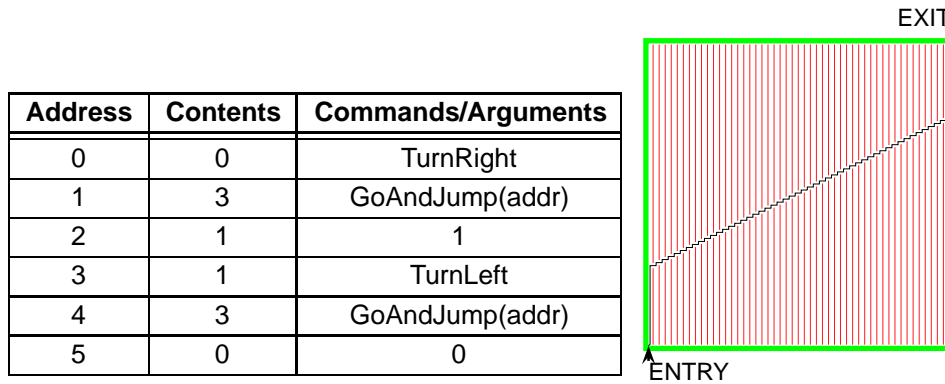 EXIT
Address Contents Commands/Arguments
0 0 TurnRight
1 3 GoAndJump(addr)
2 1 1
3 1 TurnLeft
4 3 GoAndJump(addr)
5 0 0
ENTRY